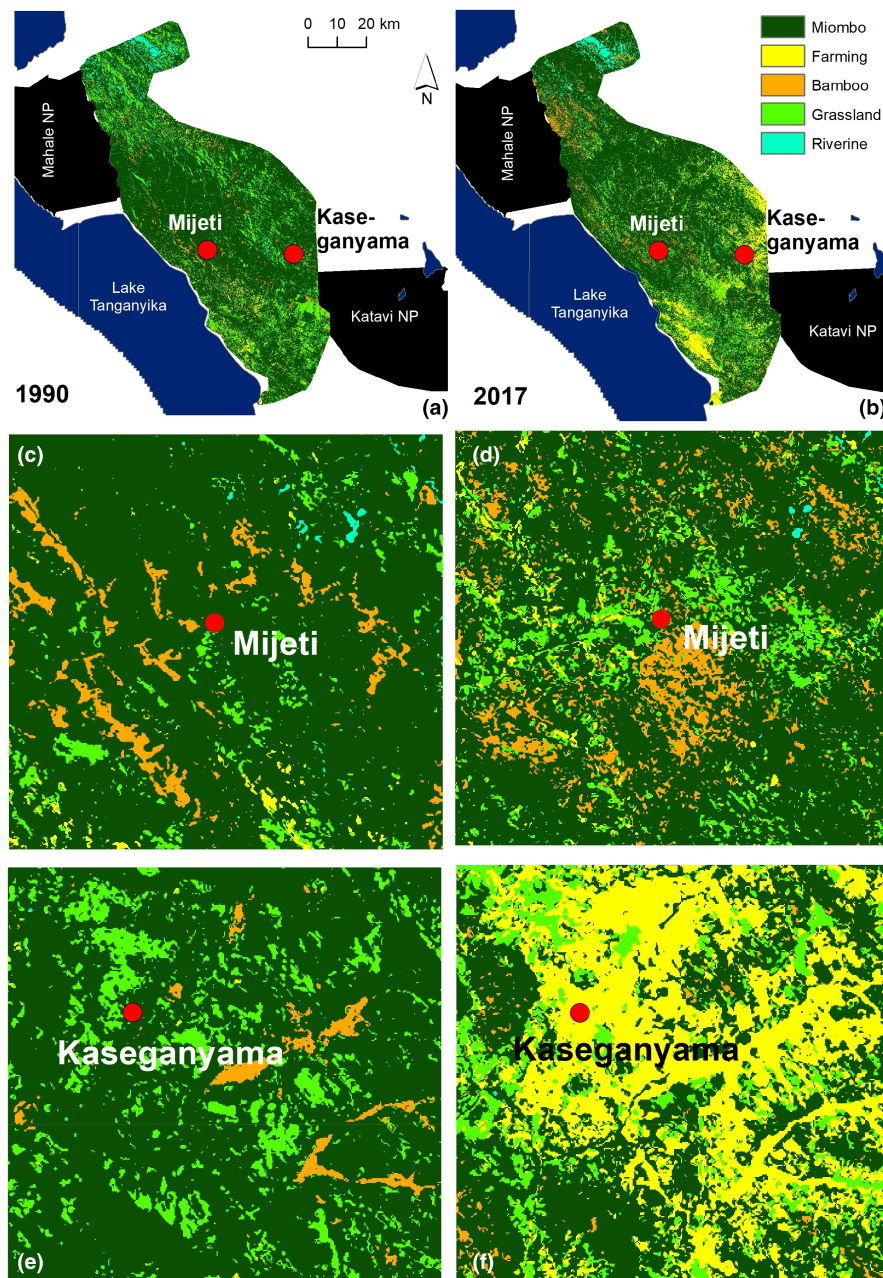 0 10 20 km
N
Mahale NP
Mijeti
Kase-
ganyama
Lake
Tanganyika
Katavi NP
1990
(a)
Miombo
Farming
Bamboo
Grassland
Riverine
Mahale NP
Mijeti
Kase-
ganyama
Lake
Tanganyika
Katavi NP
2017
(b)
(c)
Mijeti
(d)
Mijeti
Kaseganyama
(e)
Kaseganyama
(f)